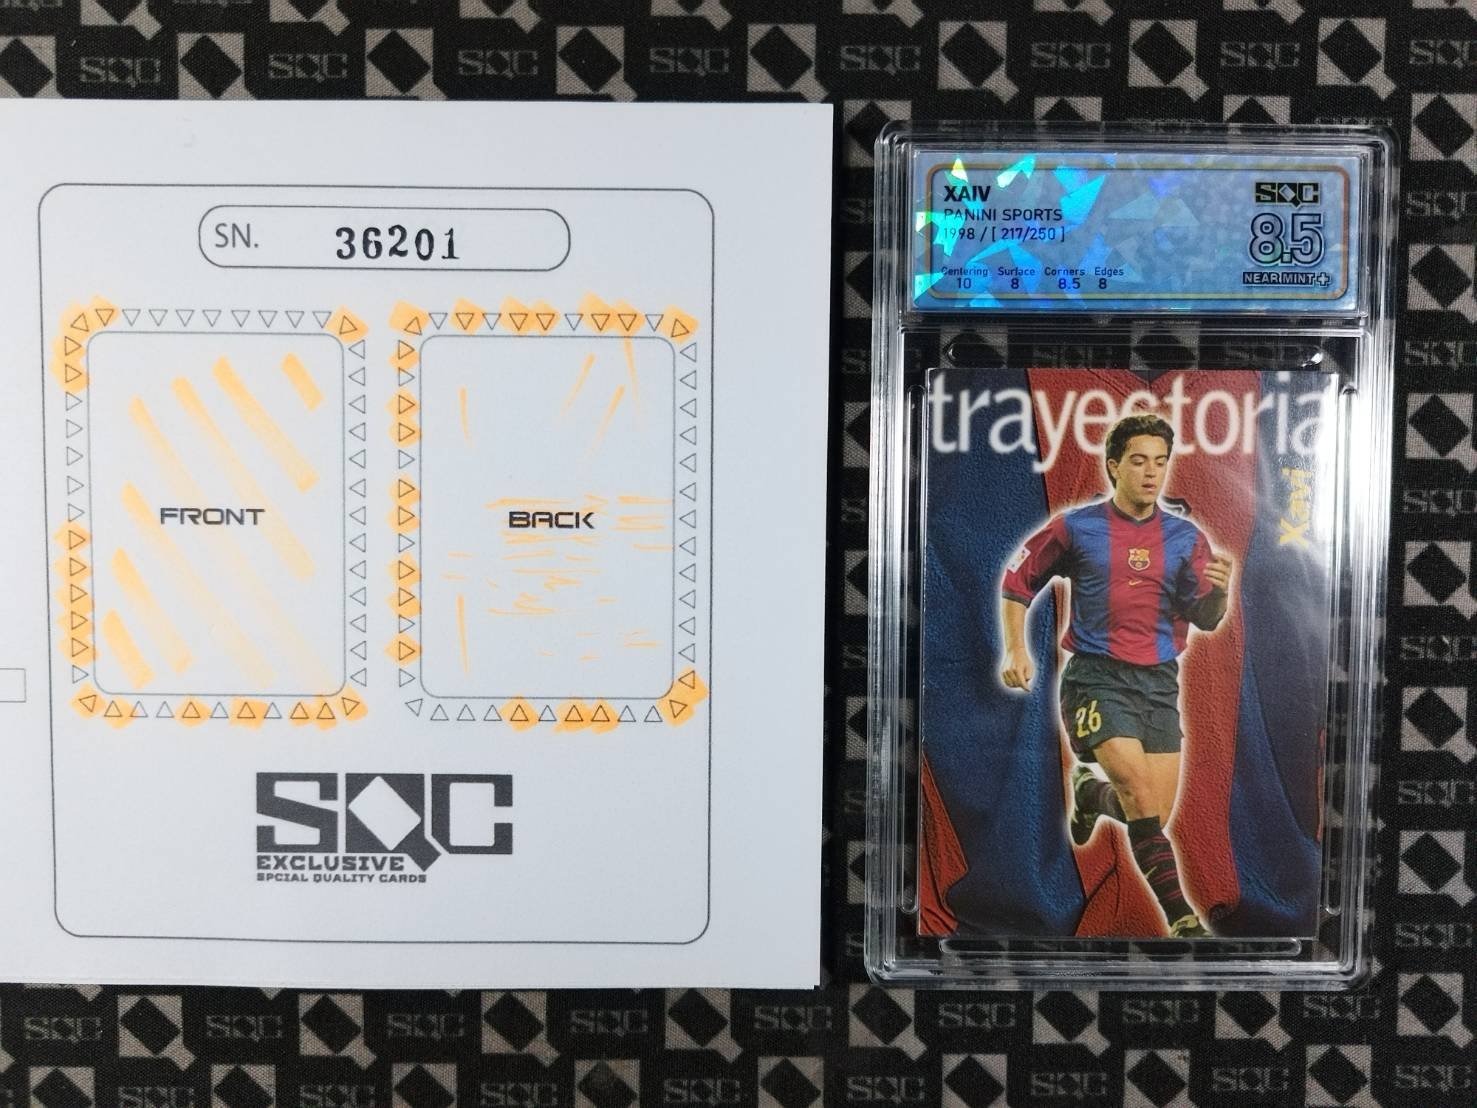 SN. 36201
FRONT
BACK
SQC
EXCLUSIVE
SPCIAL QUALITY CARDS
XAIV
PANINI SPORTS
1998 / [ 217/250 ]
Centering Surface Corners Edges
10 8 8.5 8
SQC
8.5
NEAR MINT+
trayectoria
Xavi
26